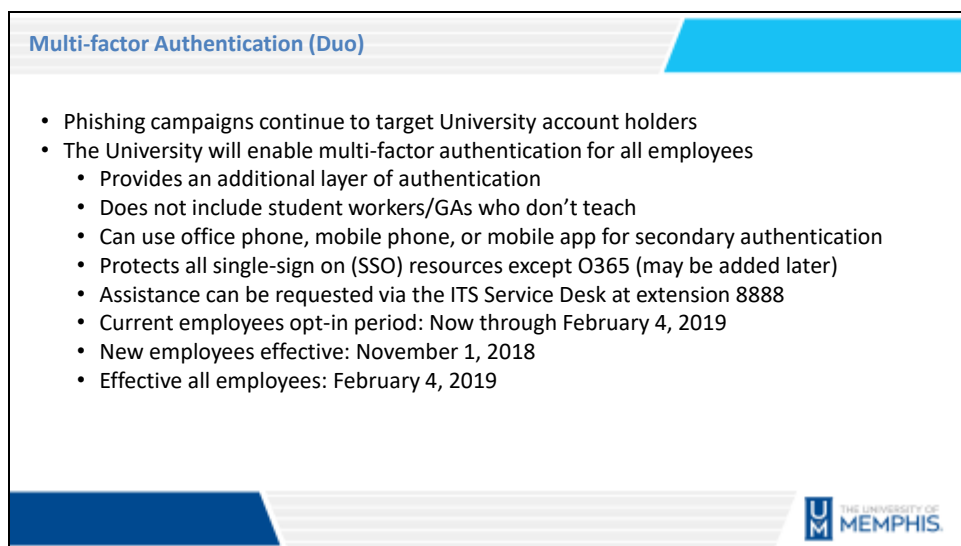 Multi-factor Authentication (Duo)
• Phishing campaigns continue to target University account holders
• The University will enable multi-factor authentication for all employees
• Provides an additional layer of authentication
• Does not include student workers/GAs who don’t teach
• Can use office phone, mobile phone, or mobile app for secondary authentication
• Protects all single-sign on (SSO) resources except O365 (may be added later)
• Assistance can be requested via the ITS Service Desk at extension 8888
• Current employees opt-in period: Now through February 4, 2019
• New employees effective: November 1, 2018
• Effective all employees: February 4, 2019
UM
THE UNIVERSITY OF
MEMPHIS.